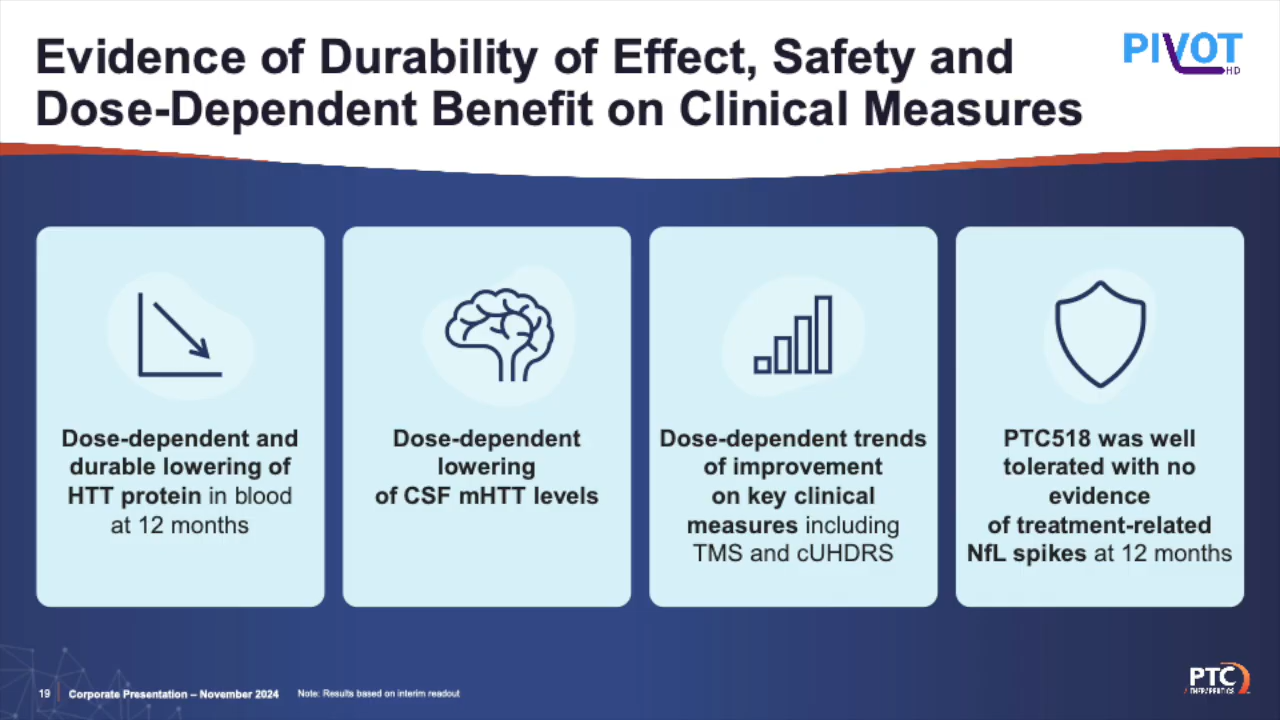 Evidence of Durability of Effect, Safety and
Dose-Dependent Benefit on Clinical Measures
PIVOT
HD
Dose-dependent and
durable lowering of
HTT protein in blood
at 12 months
Dose-dependent
lowering
of CSF mHTT levels
Dose-dependent trends
of improvement
on key clinical
measures including
TMS and cUHDRS
PTC518 was well
tolerated with no
evidence
of treatment-related
NfL spikes at 12 months
19
Corporate Presentation – November 2024
Note: Results based on interim readout
PTC
THERAPEUTICS